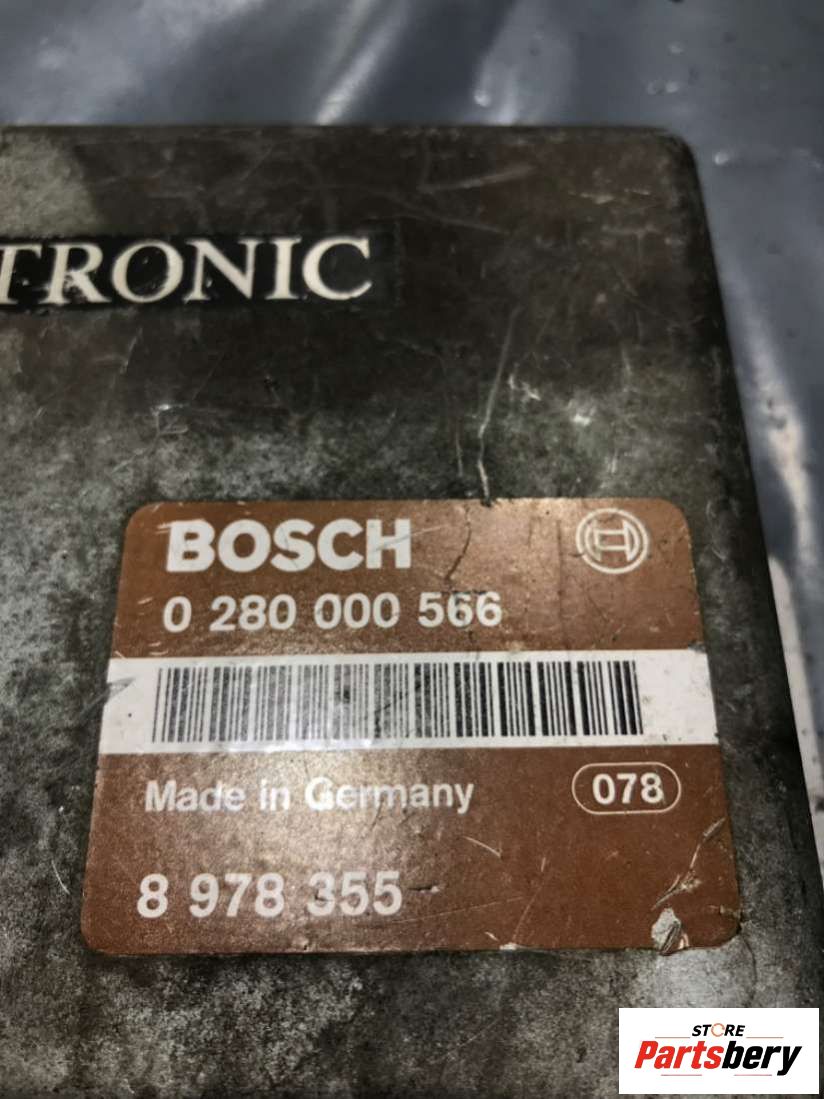 TRONIC
BOSCH
0 280 000 566
Made in Germany 078
8 978 355
STORE
Partsbery